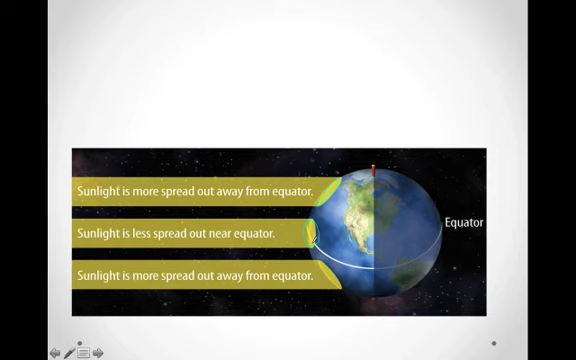 Sunlight is more spread out away from equator.
Sunlight is less spread out near equator.
Equator
Sunlight is more spread out away from equator.